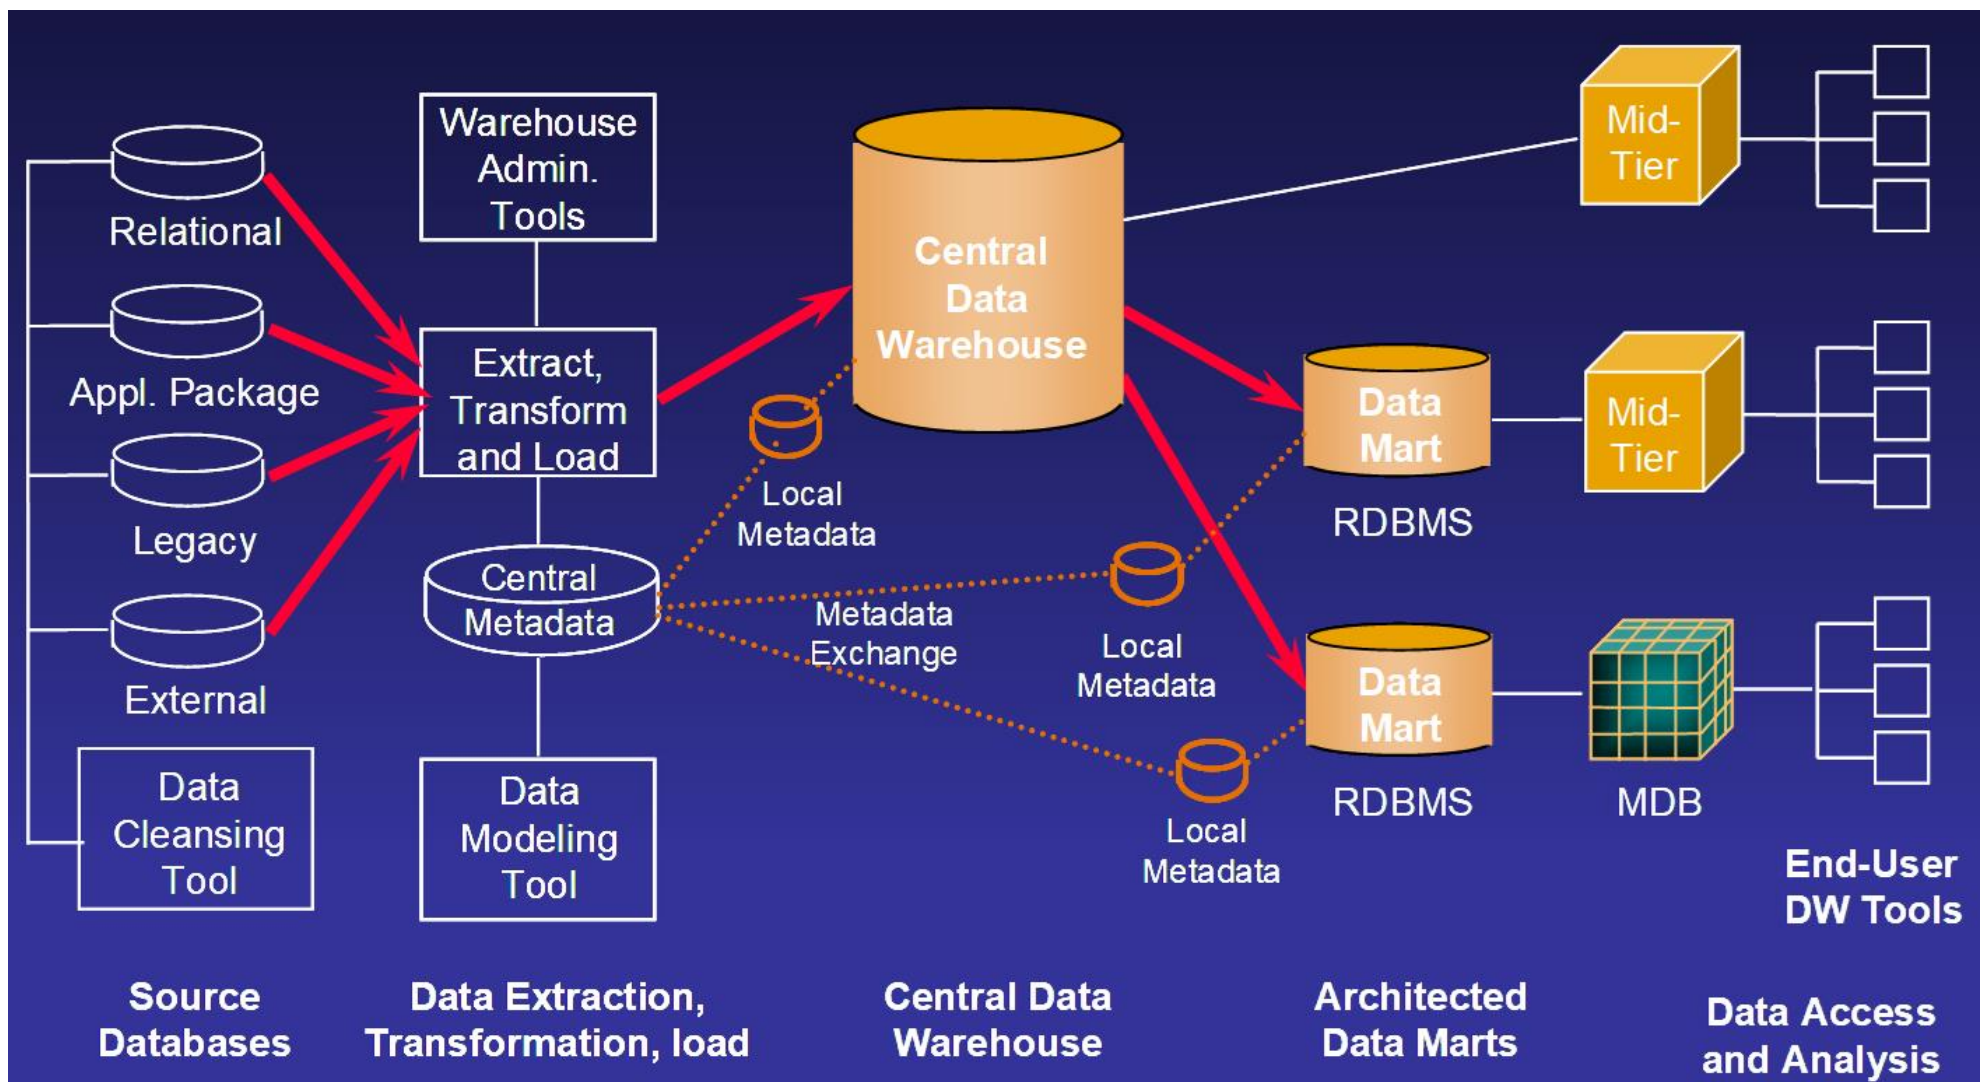 Relational
Appl. Package
Legacy
External
Data
Cleansing
Tool
Warehouse
Admin.
Tools
Extract,
Transform
and Load
Central
Metadata
Data
Modeling
Tool
Central
Data
Warehouse
Local
Metadata
Metadata
Exchange
Local
Metadata
Local
Metadata
Data
Mart
RDBMS
Data
Mart
RDBMS
Mid-
Tier
Mid-
Tier
MDB
End-User
DW Tools
Source
Databases
Data Extraction,
Transformation, load
Central Data
Warehouse
Architected
Data Marts
Data Access
and Analysis